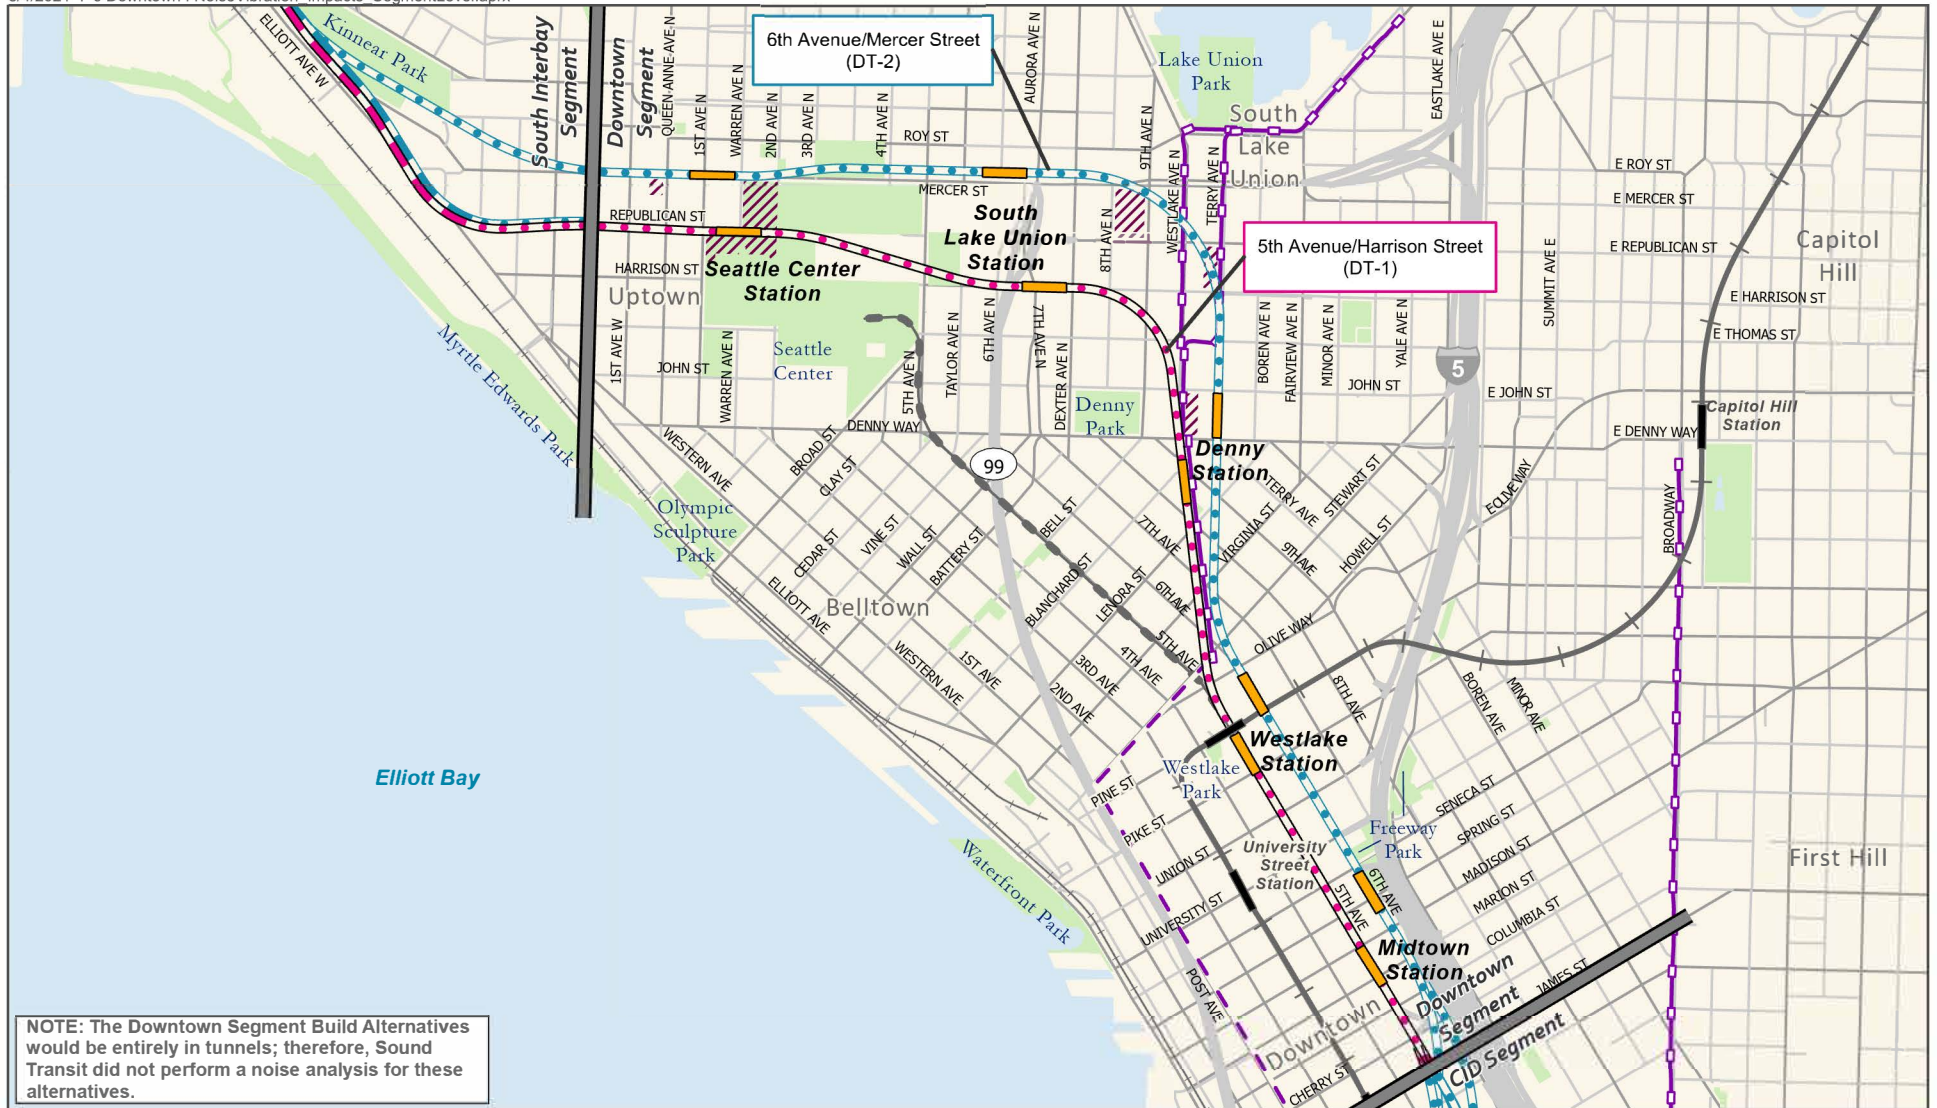 ELLIOTT AVE W
Kinnear Park
South Interbay
Segment
Downtown
Segment
QUEEN ANNE AVE N
1ST AVE N
WARREN AVE N
2ND AVE N
3RD AVE N
4TH AVE N
6th Avenue/Mercer Street
(DT-2)
AURORA AVE N
ROY ST
MERCER ST
9TH AVE N
Lake Union
Park
South
Lake
Union
WESTLAKE AVE N
TERRY AVE N
EASTLAKE AVE E
E ROY ST
E MERCER ST
E REPUBLICAN ST
Capitol
Hill
E HARRISON ST
E THOMAS ST
SUMMIT AVE E
REPUBLICAN ST
HARRISON ST
Uptown
Seattle Center
Station
South
Lake Union
Station
8TH AVE N
5th Avenue/Harrison Street
(DT-1)
Myrtle Edwards Park
1ST AVE W
JOHN ST
WARREN AVE N
Seattle
Center
5TH AVE N
TAYLOR AVE N
6TH AVE N
7TH AVE N
DEXTER AVE N
BOREN AVE N
FAIRVIEW AVE N
MINOR AVE N
YALE AVE N
JOHN ST
5
E JOHN ST
Denny
Park
DENNY WAY
E DENNY WAY
Capitol Hill
Station
WESTERN AVE
BROAD ST
CLAY ST
99
Denny
Station
TERRY AVE
STEWART ST
E OLIVE WAY
BROADWAY
Olympic
Sculpture
Park
CEDAR ST
VINE ST
WALL ST
BATTERY ST
BELL ST
7TH AVE
VIRGINIA ST
9TH AVE
HOWELL ST
ELLIOTT AVE
Belltown
BLANCHARD ST
LENORA ST
6TH AVE
5TH AVE
OLIVE WAY
WESTERN AVE
1ST AVE
2ND AVE
3RD AVE
4TH AVE
8TH AVE
BOREN AVE
MINOR AVE
Westlake
Station
Westlake
Park
Elliott Bay
PINE ST
PIKE ST
UNION ST
UNIVERSITY ST
University
Street
Station
Freeway
Park
SENECA ST
SPRING ST
MADISON ST
MARION ST
COLUMBIA ST
First Hill
Waterfront Park
5TH AVE
6TH AVE
Midtown
Station
POST AVE
Downtown
Downtown
Segment
JAMES ST
CID Segment
CHERRY ST
NOTE: The Downtown Segment Build Alternatives
would be entirely in tunnels; therefore, Sound
Transit did not perform a noise analysis for these
alternatives.